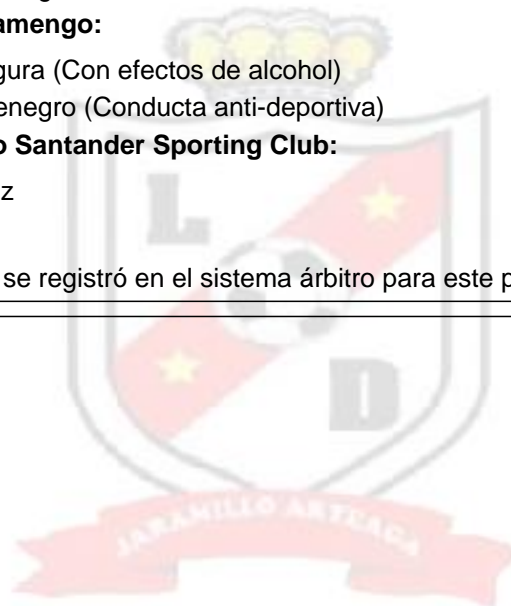 amengo:
gura (Con efectos de alcohol)
enegro (Conducta anti-deportiva)
o Santander Sporting Club:
z
L
se registró en el sistema árbitro para este p
D
JARAMILLO ARTEAGA